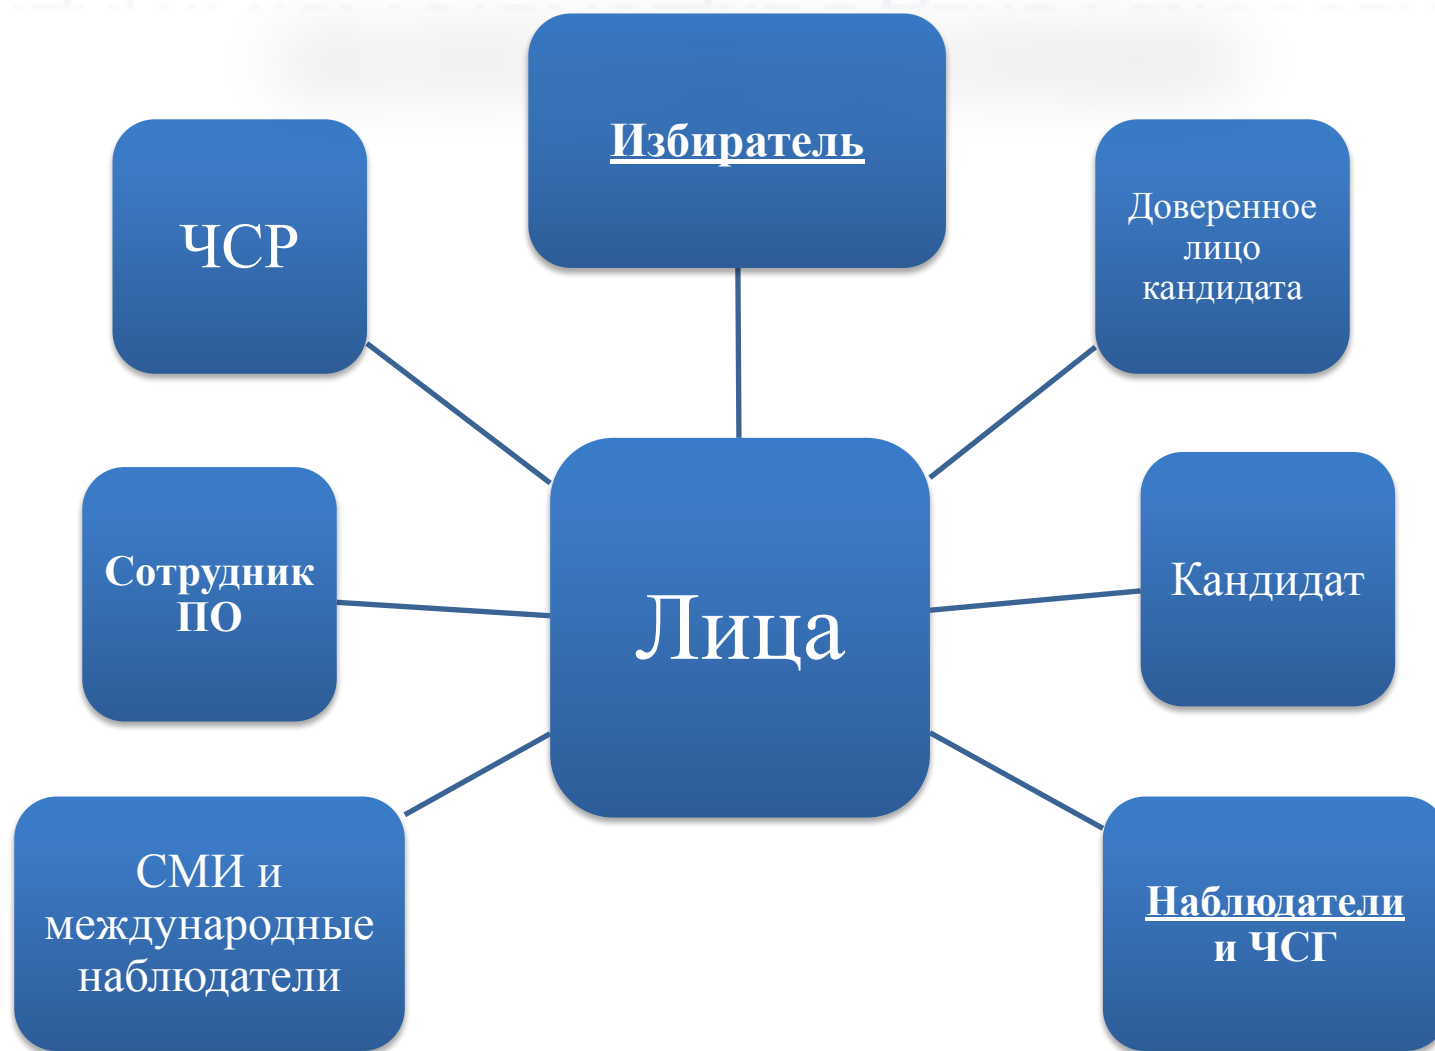 Избиратель
ЧСР
Доверенное
лицо
кандидата
Сотрудник
ПО
Лица
Кандидат
СМИ и
международные
наблюдатели
Наблюдатели
и ЧСГ